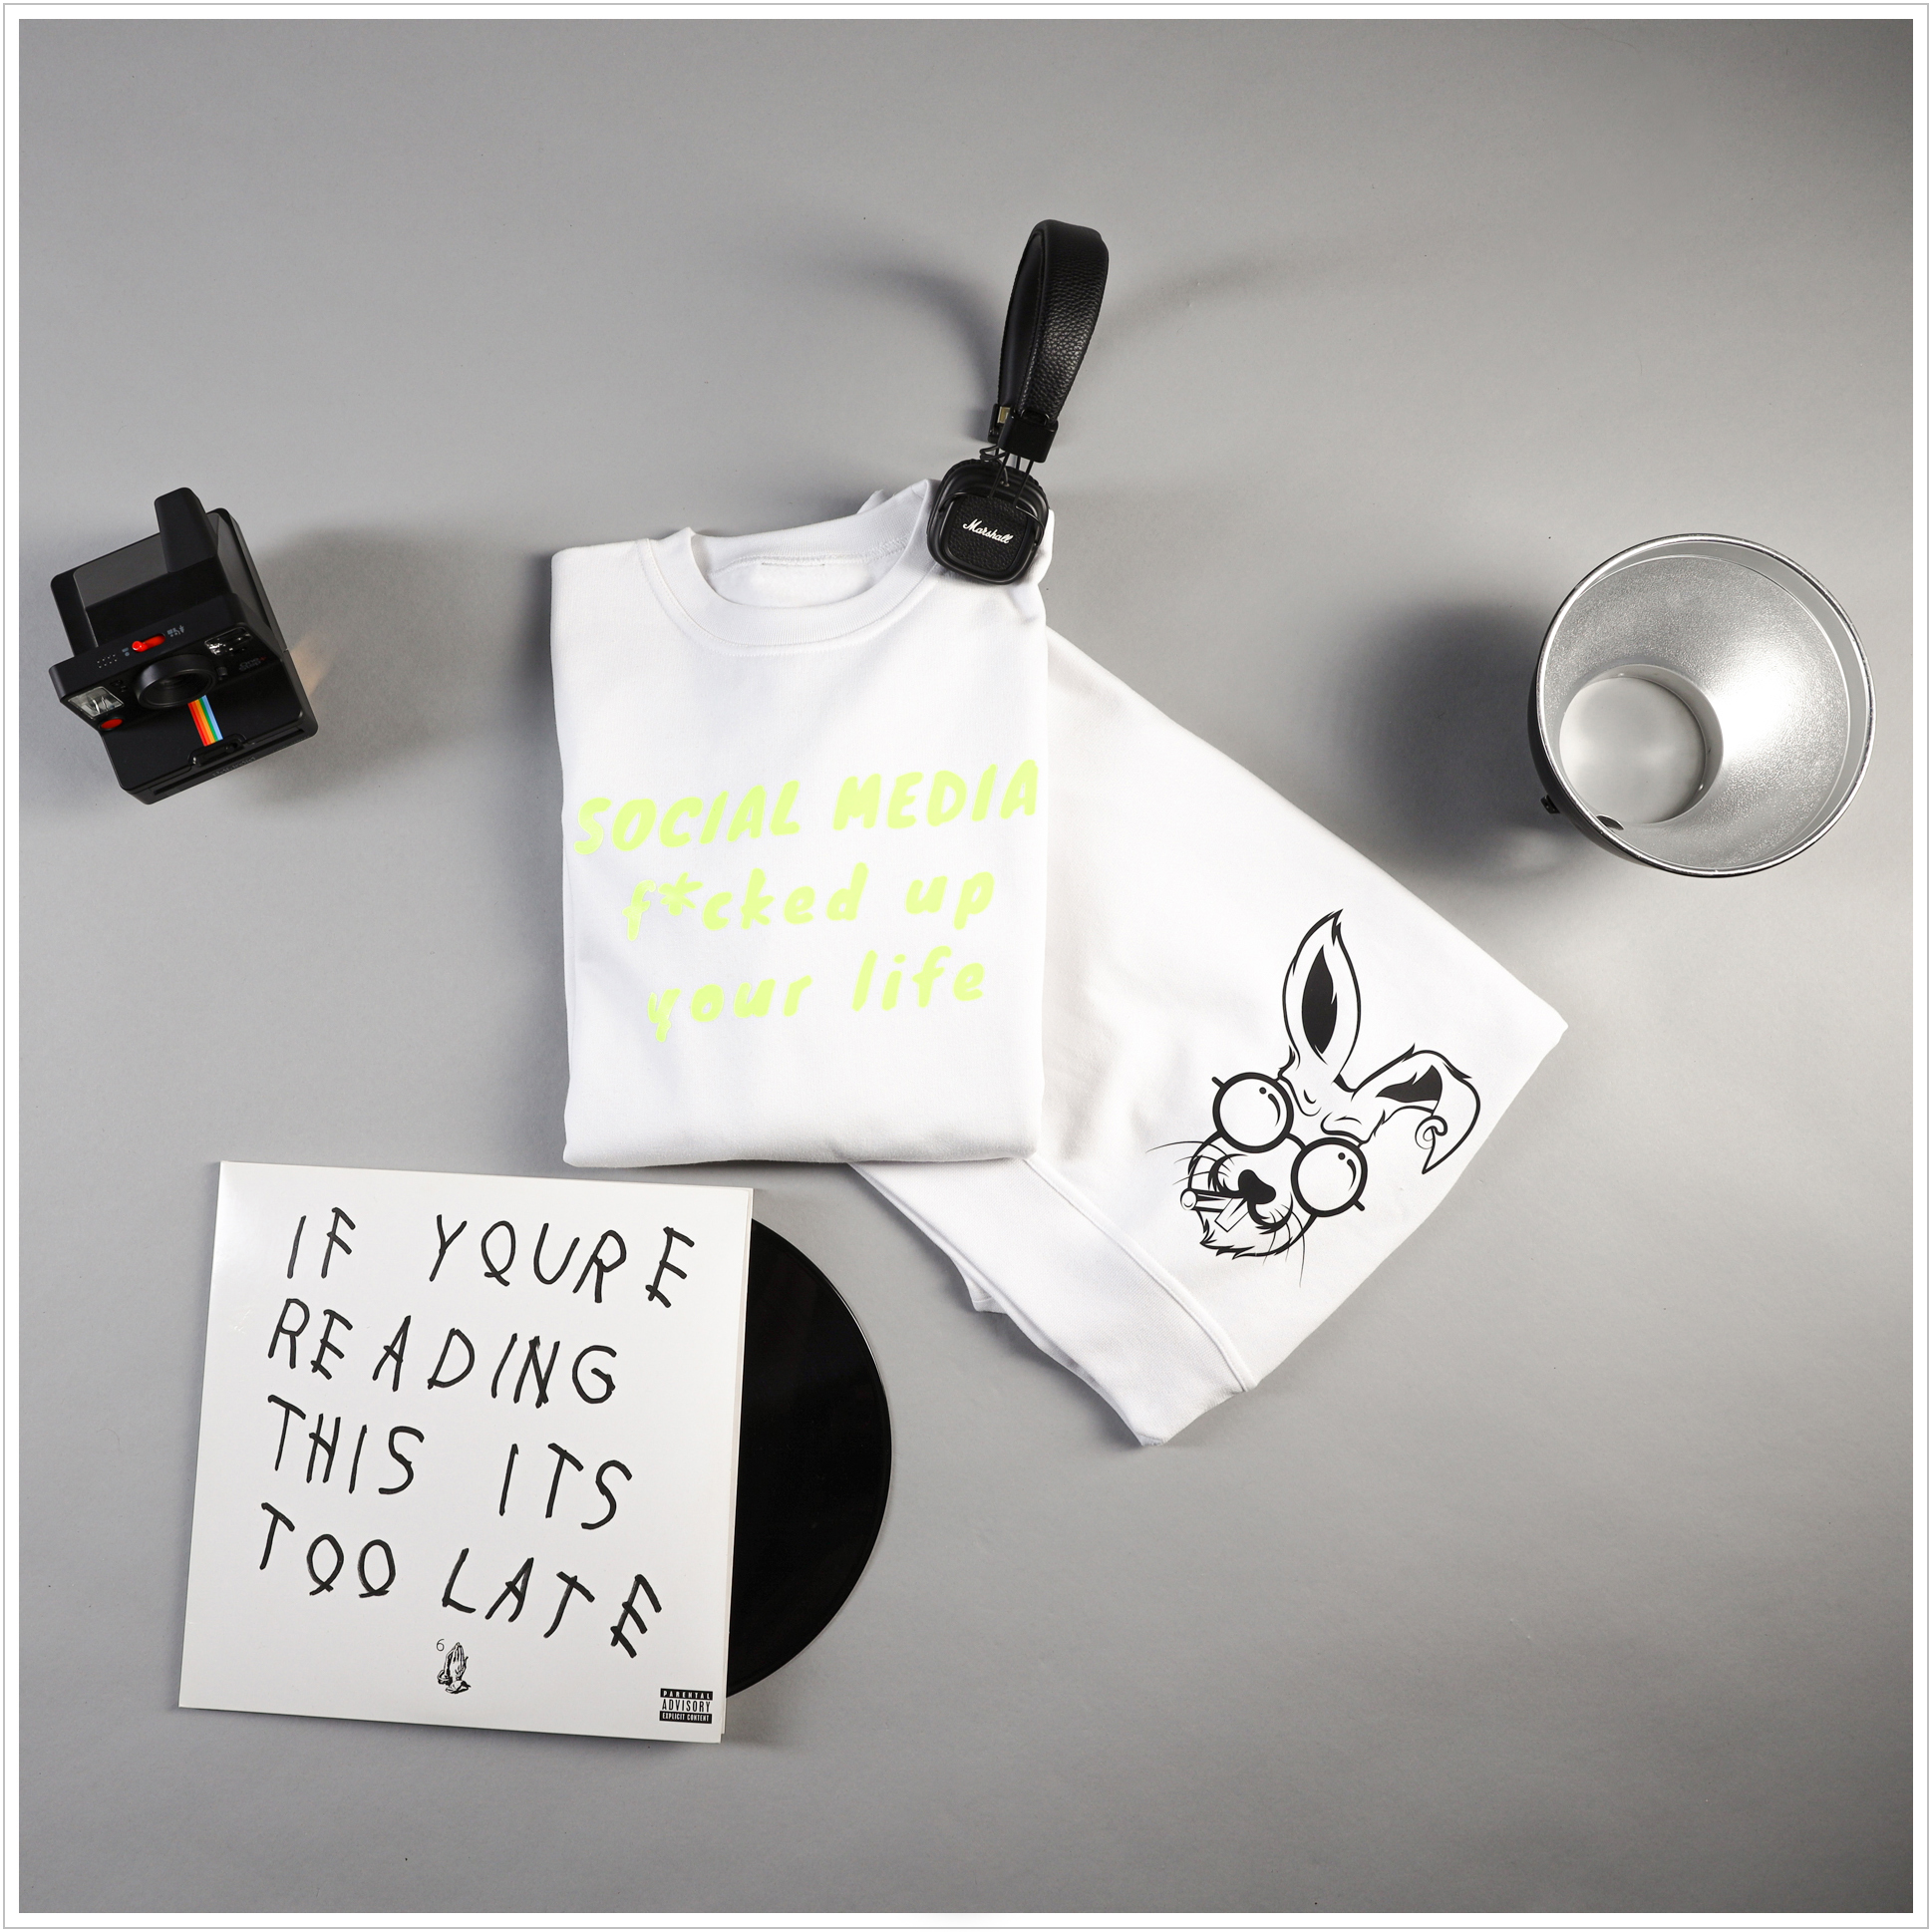 Marshall
SOCIAL MEDIA
f*cked up
your life
IF YOURE
READING
THIS ITS
TOO LATE
6
PARENTAL
ADVISORY
EXPLICIT CONTENT